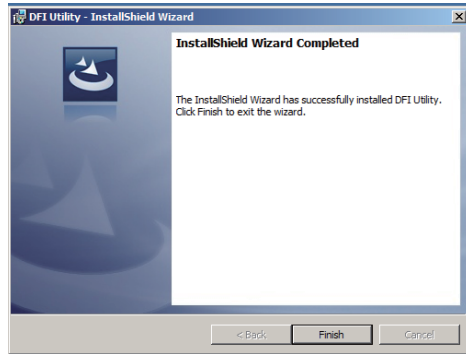 DFI Utility - InstallShield Wizard
InstallShield Wizard Completed
The InstallShield Wizard has successfully installed DFI Utility.
Click Finish to exit the wizard.
< Back
Finish
Cancel